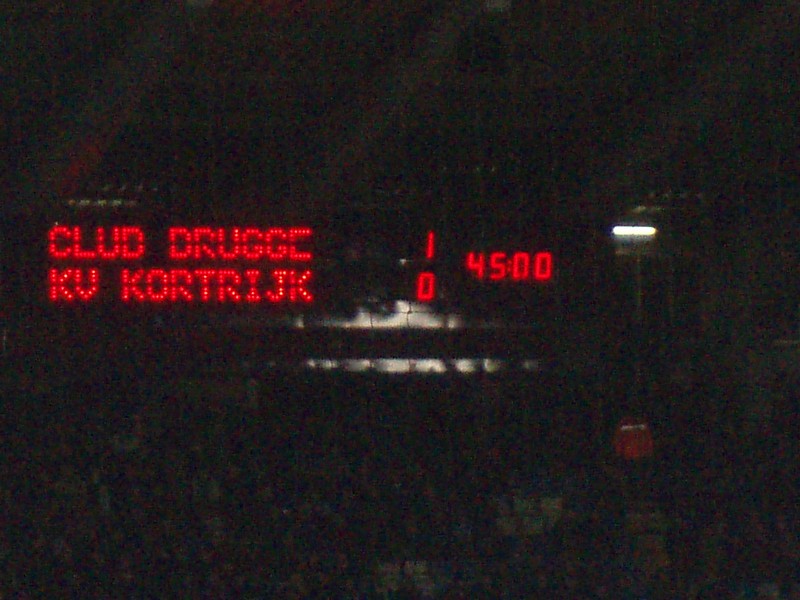 CLUB BRUGGE 1
45:00
KV KORTRIJK 0